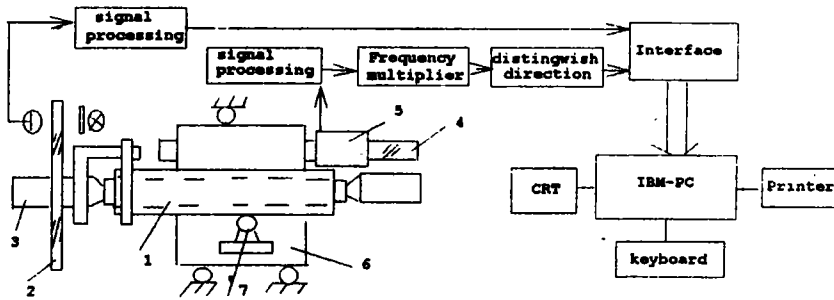 signal
processing
signal
processing
Frequency
multiplier
distingwish
direction
Interface
5
4
CRT
IBM-PC
Printer
3
1
2
7
6
keyboard